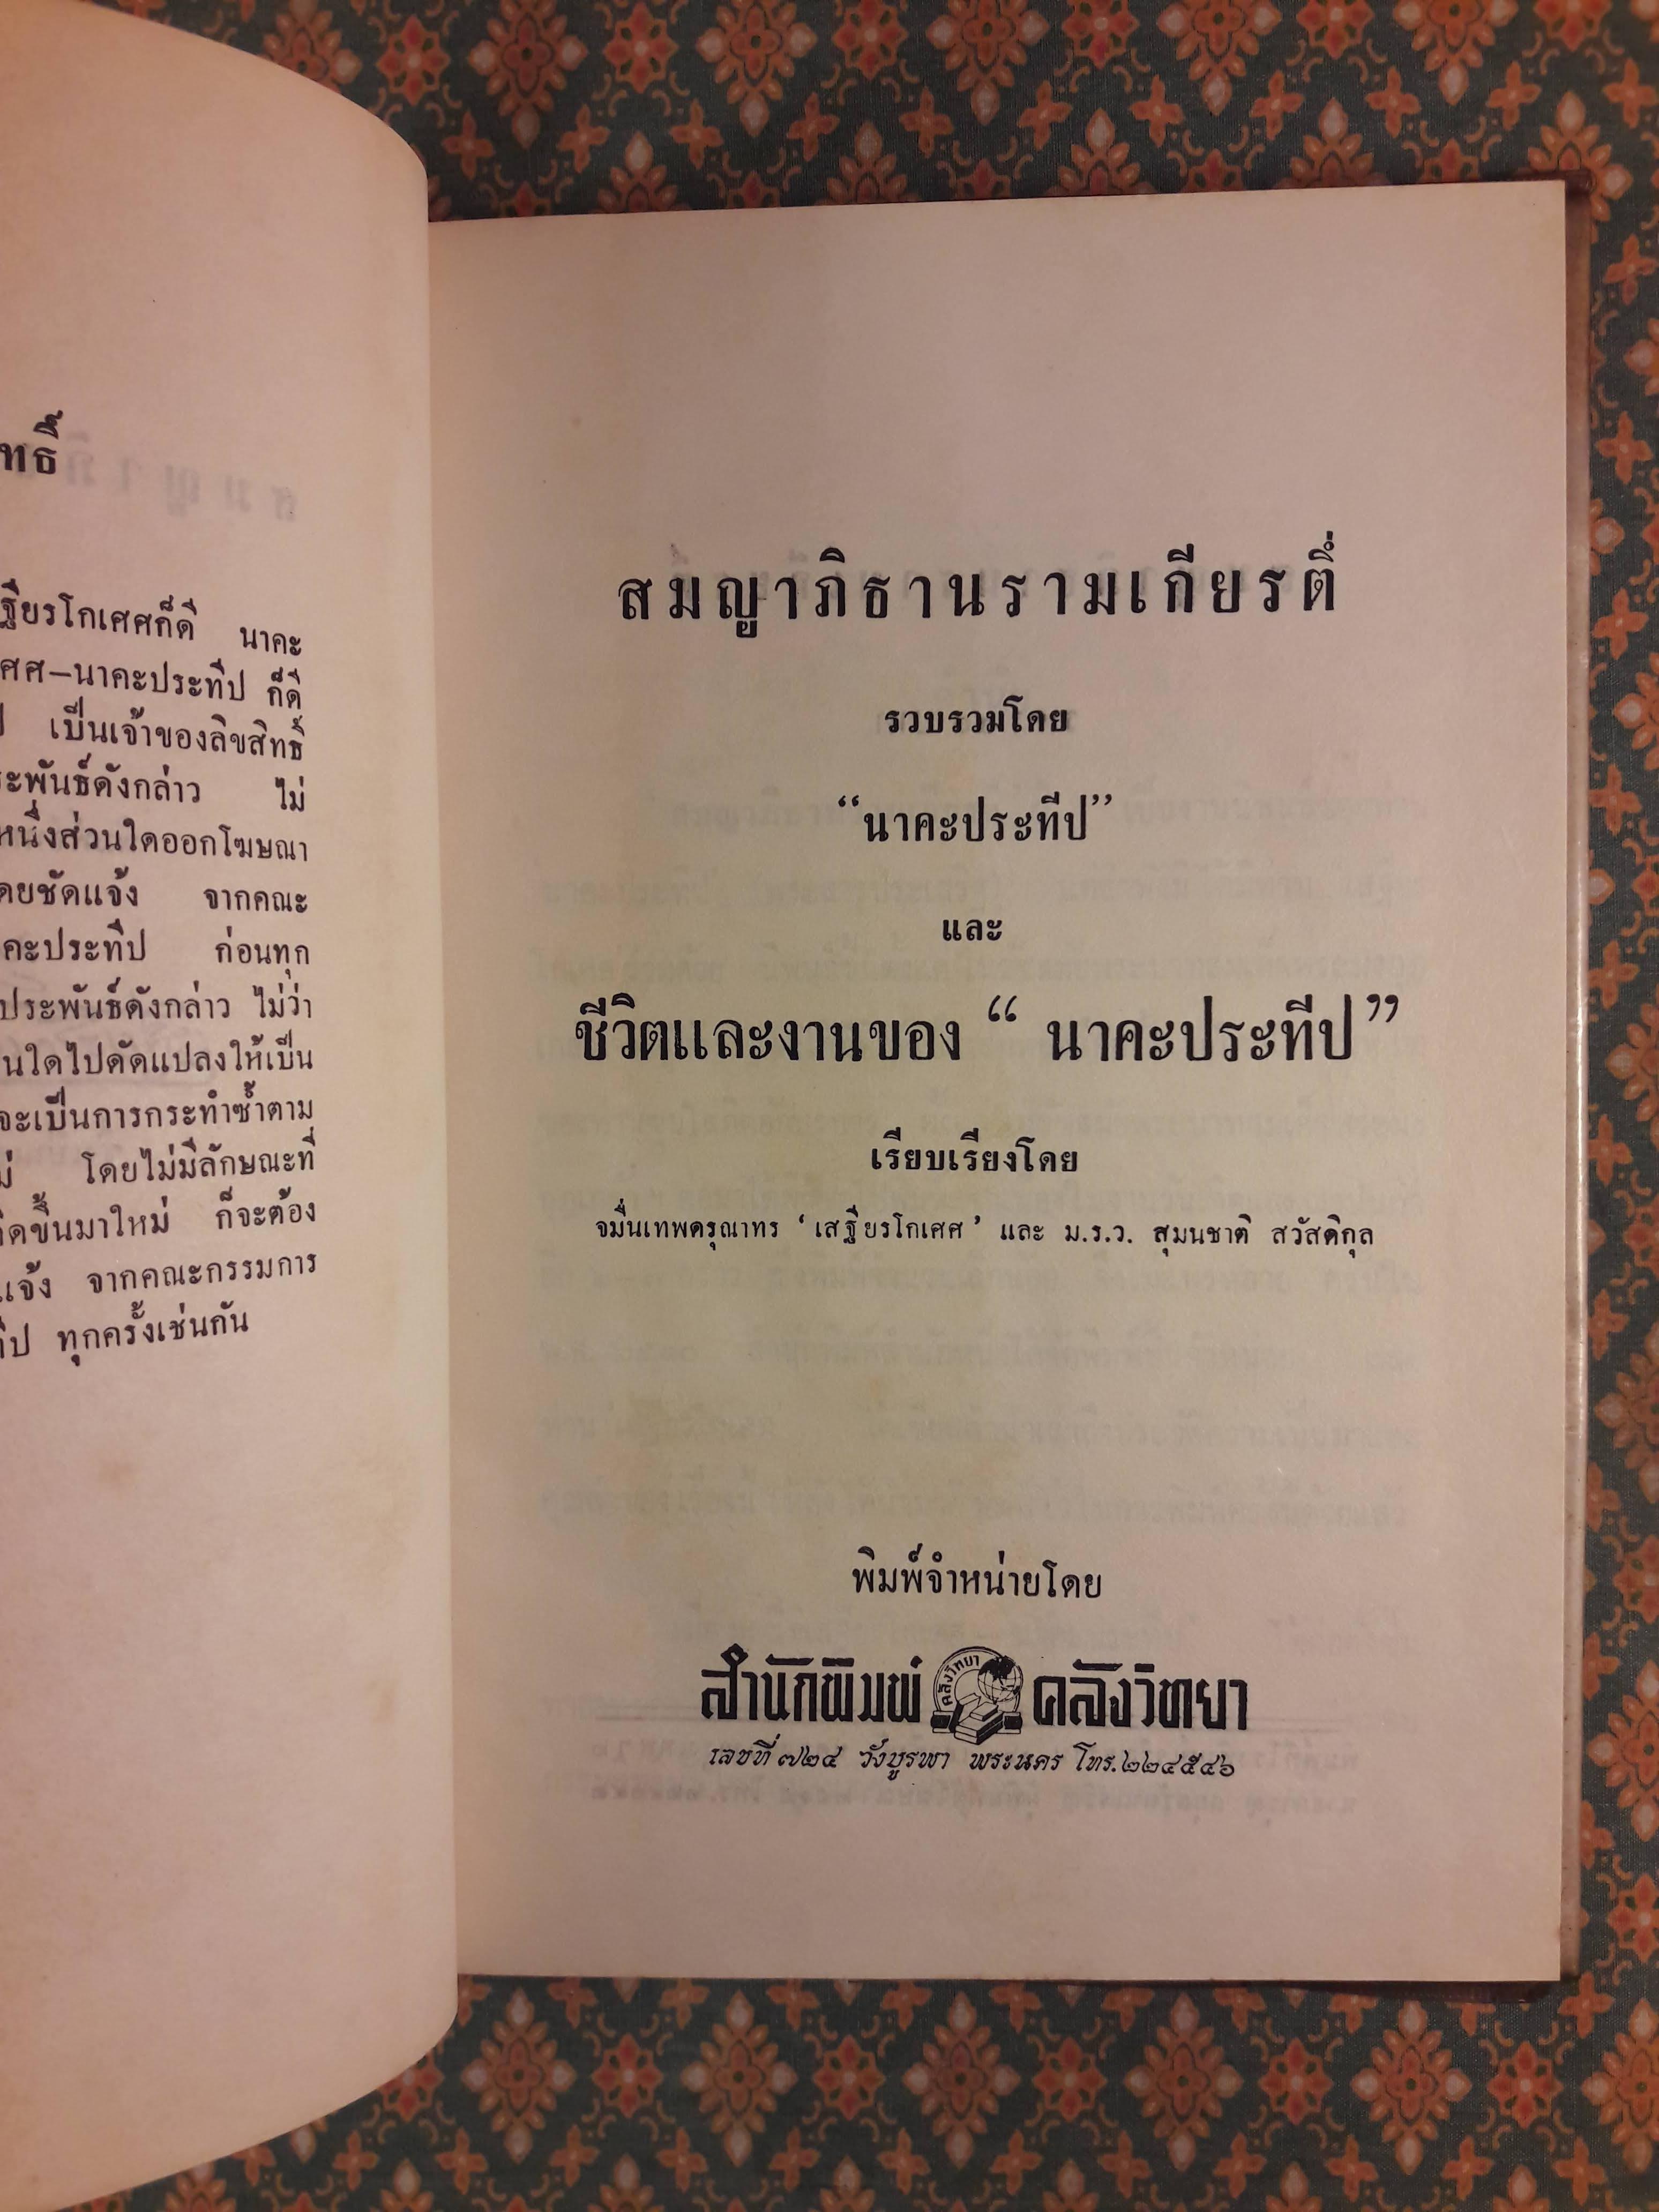 ทธิ์
ฐียรโกเศศก็ดี นาคะ
ศศ–นาคะประทีป ก็ดี
เป็นเจ้าของลิขสิทธิ์
ะพันธ์ดังกล่าว ไม่
หนึ่งส่วนใดออกโฆษณา
ดยชัดแจ้ง จากคณะ
คะประทีป ก่อนทุก
ประพันธ์ดังกล่าว ไม่ว่า
นใดไปดัดแปลงให้เป็น
จะเป็นการกระทำซ้ำตาม
โดยไม่มีลักษณะที่
คิดขึ้นมาใหม่ ก็จะต้อง
แจ้ง จากคณะกรรมการ
ทีป ทุกครั้งเช่นกัน
สมญาภิธานรามเกียรติ์
รวบรวมโดย
“นาคะประทีป”
และ
ชีวิตและงานของ “ นาคะประทีป”
เรียบเรียงโดย
จมื่นเทพดรุณาทร ‘เสฐียรโกเศศ’ และ ม.ร.ว. สุมนชาติ สวัสดิกุล
พิมพ์จำหน่ายโดย
สำนักพิมพ์ คลังวิทยา คลังวิทยา
เลขที่ ๗๒๔ วังบูรพา พระนคร โทร.๒๒๔๕๔๖